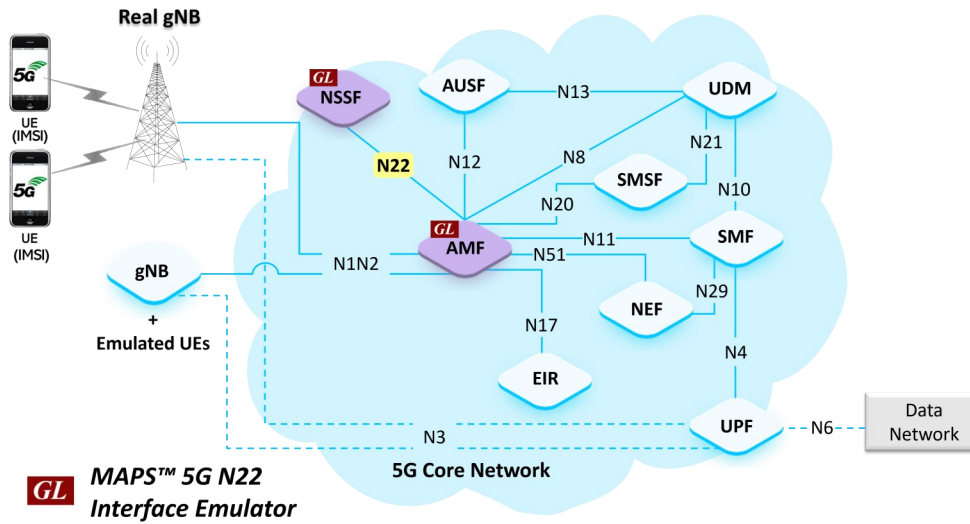 Real gNB
5G
UE
(IMSI)
5G
UE
(IMSI)
GL
NSSF
AUSF
N13
UDM
N22
N12
N8
N21
SMSF
N20
N10
GL
AMF
N11
SMF
N1N2
N51
gNB
N29
NEF
+
Emulated UEs
N17
N4
EIR
N3
UPF
N6
Data
Network
5G Core Network
GL
MAPS™ 5G N22
Interface Emulator